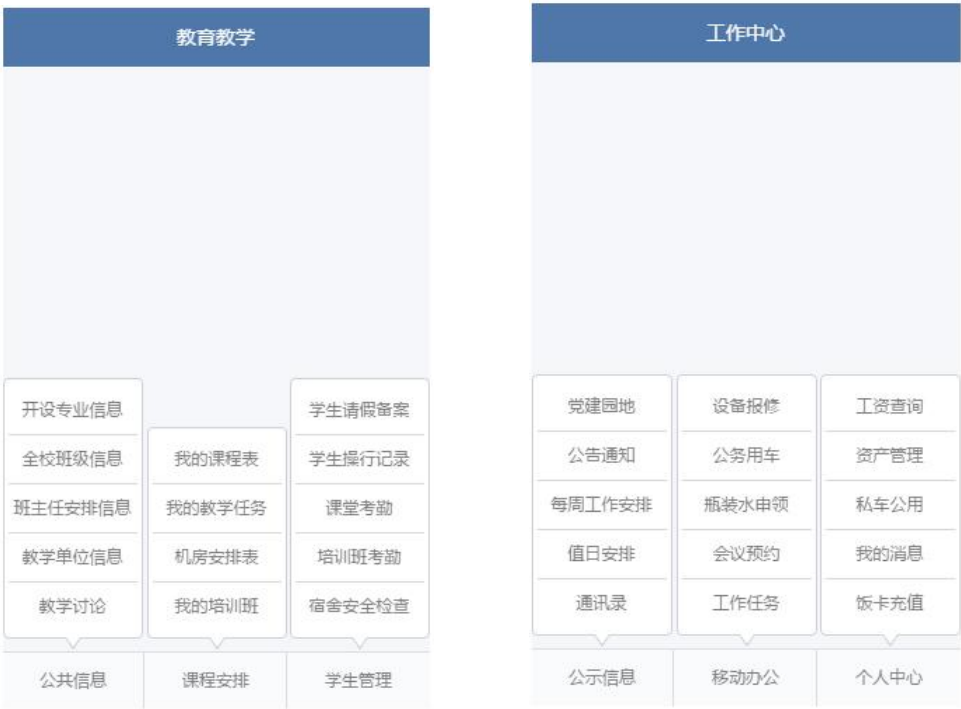 教育教学
开设专业信息
全校班级信息
班主任安排信息
教学单位信息
教学讨论
公共信息
我的课程表
我的教学任务
机房安排表
我的培训班
课程安排
学生请假备案
学生操行记录
课堂考勤
培训班考勤
宿舍安全检查
学生管理
工作中心
党建园地
公告通知
每周工作安排
值日安排
通讯录
公示信息
设备报修
公务用车
瓶装水申领
会议预约
工作任务
移动办公
工资查询
资产管理
私车公用
我的消息
饭卡充值
个人中心